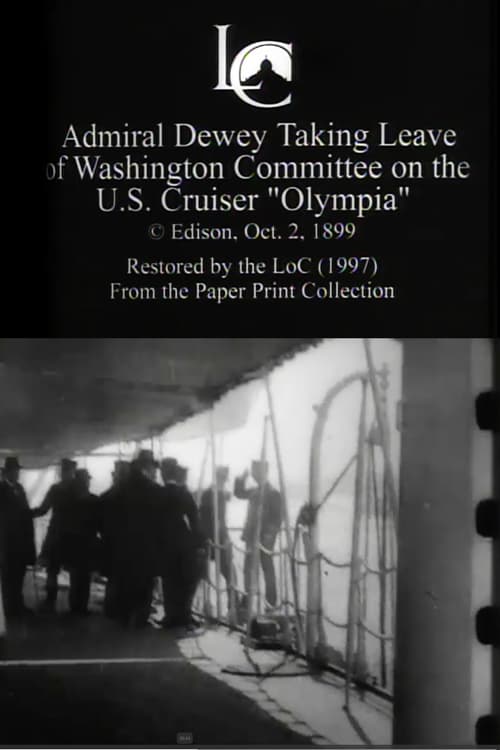 LC
Admiral Dewey Taking Leave
of Washington Committee on the
U.S. Cruiser "Olympia"
© Edison, Oct. 2, 1899
Restored by the LoC (1997)
From the Paper Print Collection